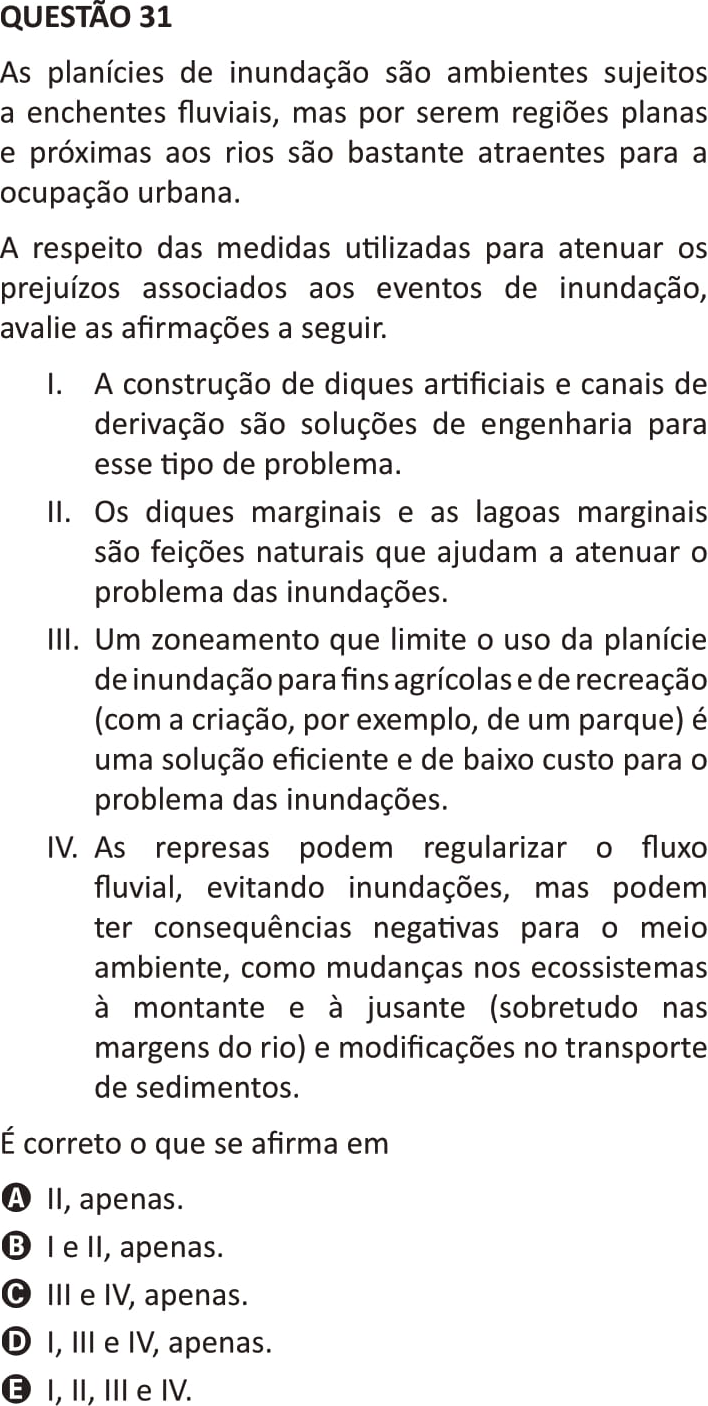 QUESTÃO 31
As planícies de inundação são ambientes sujeitos
a enchentes fluviais, mas por serem regiões planas
e próximas aos rios são bastante atraentes para a
ocupação urbana.
A respeito das medidas utilizadas para atenuar os
prejuízos associados aos eventos de inundação,
avalie as afirmações a seguir.
I. A construção de diques artificiais e canais de
derivação são soluções de engenharia para
esse tipo de problema.
II. Os diques marginais e as lagoas marginais
são feições naturais que ajudam a atenuar o
problema das inundações.
III. Um zoneamento que limite o uso da planície
de inundação para fins agrícolas e de recreação
(com a criação, por exemplo, de um parque) é
uma solução eficiente e de baixo custo para o
problema das inundações.
IV. As represas podem regularizar o fluxo
fluvial, evitando inundações, mas podem
ter consequências negativas para o meio
ambiente, como mudanças nos ecossistemas
à montante e à jusante (sobretudo nas
margens do rio) e modificações no transporte
de sedimentos.
É correto o que se afirma em
A II, apenas.
B I e II, apenas.
C III e IV, apenas.
D I, III e IV, apenas.
E I, II, III e IV.